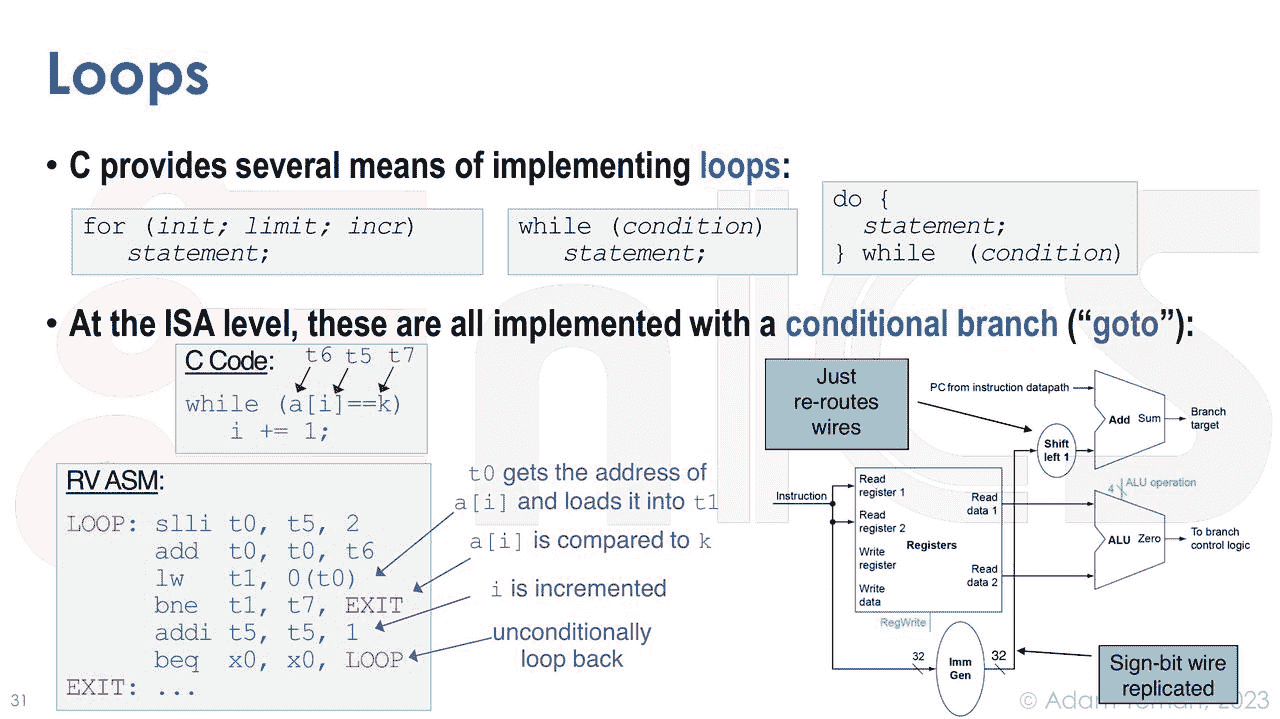 Loops
• C provides several means of implementing loops:
for (init; limit; incr)
statement;
while (condition)
statement;
do {
statement;
} while (condition)
• At the ISA level, these are all implemented with a conditional branch (“goto”):
C Code:
t6 t5 t7
while (a[i]==k)
i += 1;
RV ASM:
LOOP: slli t0, t5, 2
add t0, t0, t6
lw t1, 0(t0)
bne t1, t7, EXIT
addi t5, t5, 1
beq x0, x0, LOOP
EXIT: ...
t0 gets the address of
a[i] and loads it into t1
a[i] is compared to k
i is incremented
unconditionally
loop back
Just
re-routes
wires
PC from instruction datapath
Add Sum
Branch
target
Shift
left 1
4
ALU operation
Instruction
Read
register 1
Read
register 2
Write
register
Write
data
Registers
Read
data 1
Read
data 2
RegWrite
ALU Zero
To branch
control logic
32
Imm
Gen
32
Sign-bit wire
replicated
31
2023